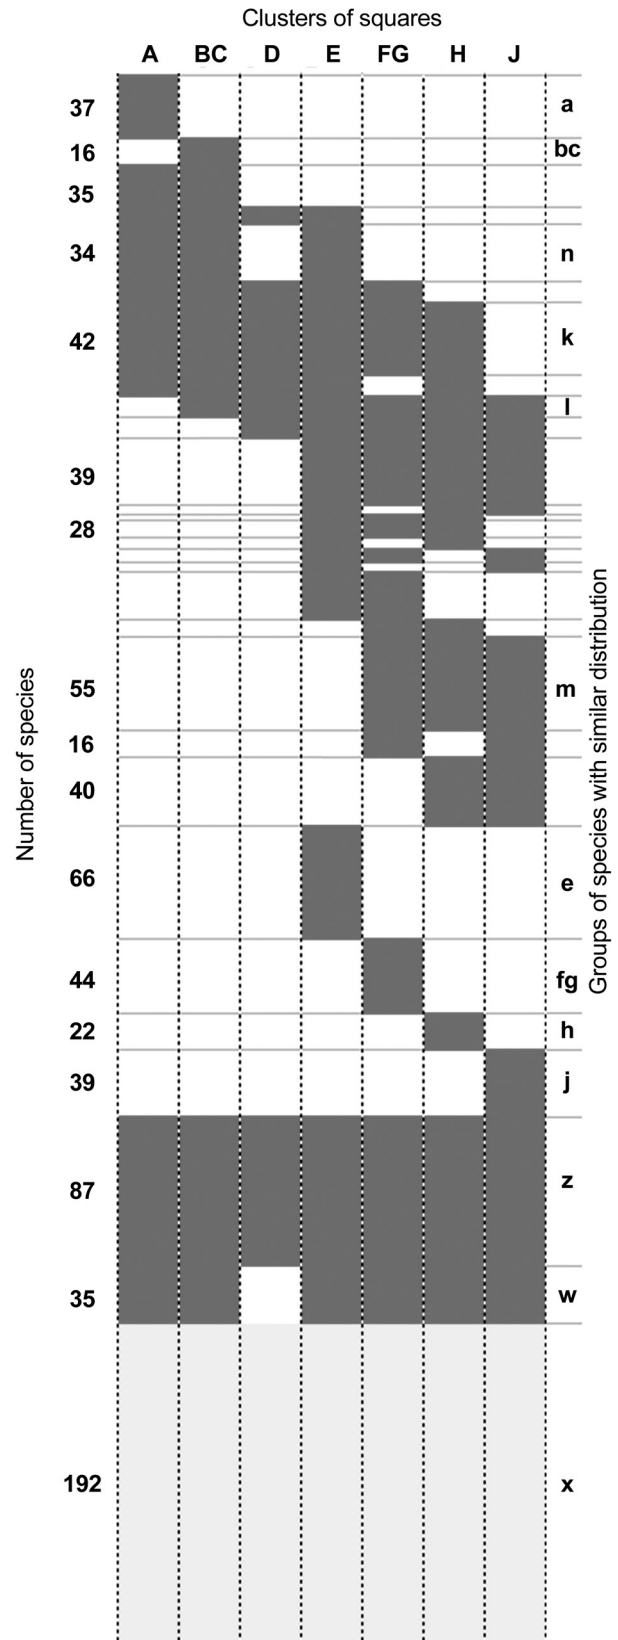 Clusters of squares
A BC D E FG H J
37 a
16 bc
35
34 n
42 k
l
39
28
55 m
16
40
66 e
44 fg
22 h
39 j
87 z
35 w
192 x
Number of species
Groups of species with similar distribution